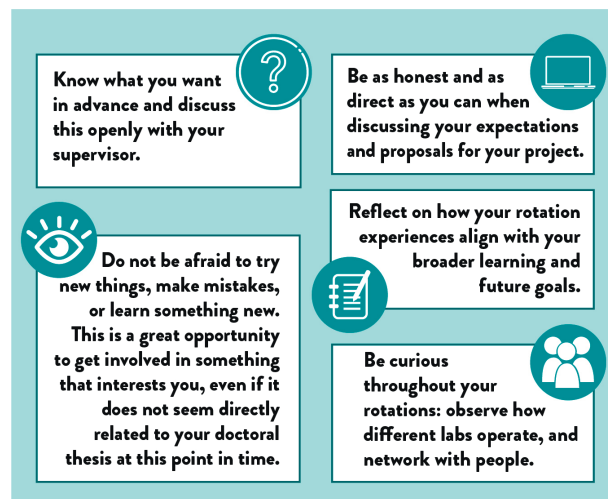 Know what you want
in advance and discuss
this openly with your
supervisor.
Be as honest and as
direct as you can when
discussing your expectations
and proposals for your project.
Do not be afraid to try
new things, make mistakes,
or learn something new.
This is a great opportunity
to get involved in something
that interests you, even if it
does not seem directly
related to your doctoral
thesis at this point in time.
Reflect on how your rotation
experiences align with your
broader learning and
future goals.
Be curious
throughout your
rotations: observe how
different labs operate, and
network with people.